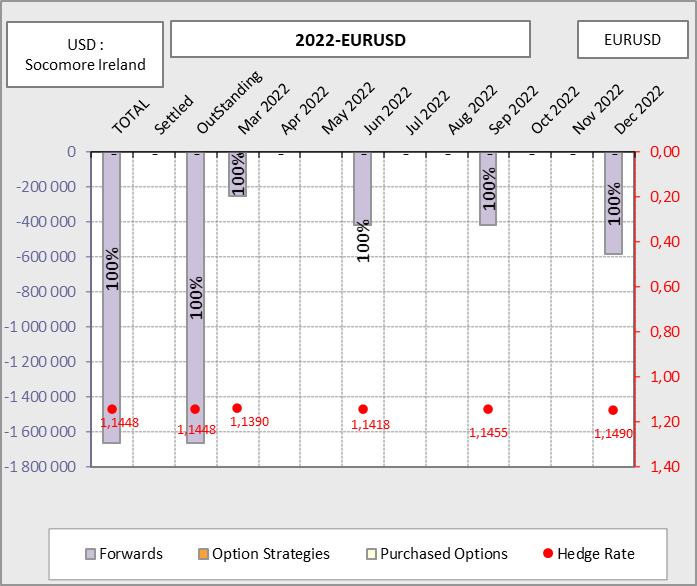 USD :
Socomore Ireland
2022-EURUSD
EURUSD
TOTAL
Settled
OutStanding
Mar 2022
Apr 2022
May 2022
Jun 2022
Jul 2022
Aug 2022
Sep 2022
Oct 2022
Nov 2022
Dec 2022
0
-200 000
-400 000
-600 000
-800 000
-1 000 000
-1 200 000
-1 400 000
-1 600 000
-1 800 000
0,00
0,20
0,40
0,60
0,80
1,00
1,20
1,40
100%
100%
100%
100%
100%
100%
1,1448
1,1448
1,1390
1,1418
1,1455
1,1490
Forwards
Option Strategies
Purchased Options
Hedge Rate